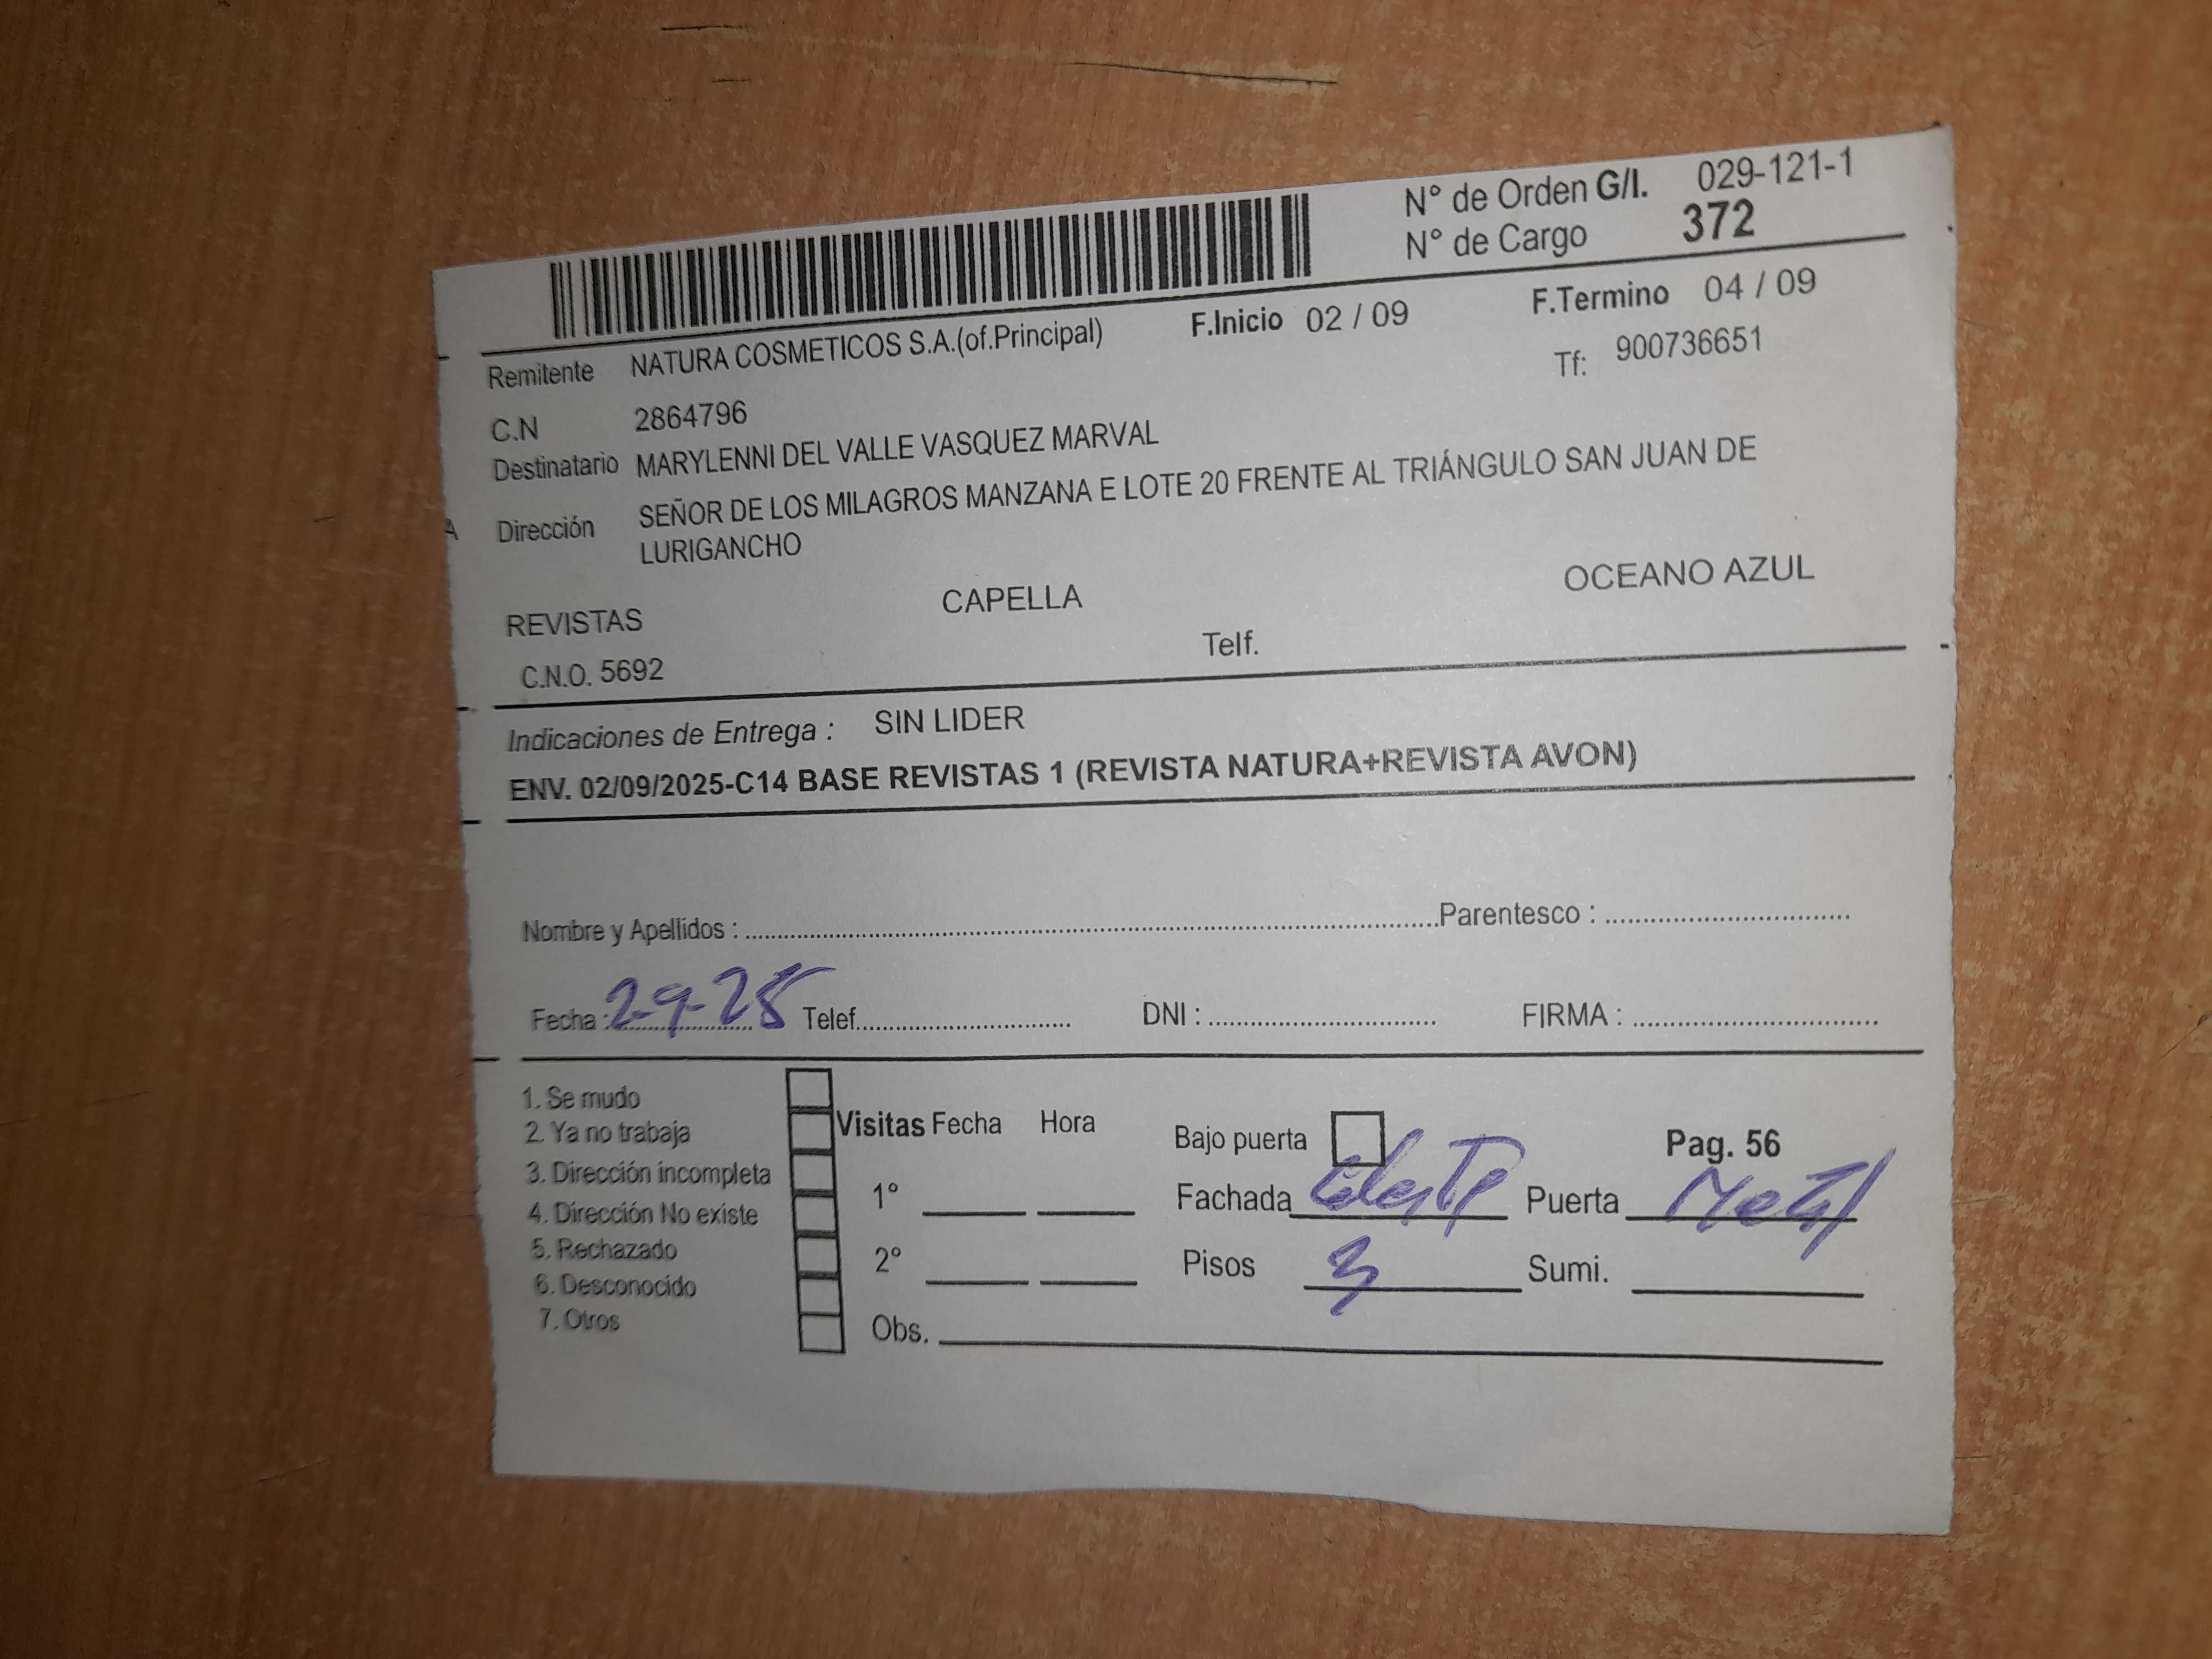 N° de Orden G/I. 029-121-1
N° de Cargo 372
F.Inicio 02 / 09 F.Termino 04 / 09
Remitente NATURA COSMETICOS S.A.(of.Principal) Tf: 900736651
C.N 2864796
Destinatario MARYLENNI DEL VALLE VASQUEZ MARVAL
A Dirección SEÑOR DE LOS MILAGROS MANZANA E LOTE 20 FRENTE AL TRIÁNGULO SAN JUAN DE
LURIGANCHO
REVISTAS CAPELLA OCEANO AZUL
C.N.O. 5692 Telf.
Indicaciones de Entrega : SIN LIDER
ENV. 02/09/2025-C14 BASE REVISTAS 1 (REVISTA NATURA+REVISTA AVON)
Nombre y Apellidos : Parentesco :
Fecha : 2-9-25 Telef. DNI : FIRMA :
1. Se mudo
2. Ya no trabaja
3. Dirección incompleta
4. Dirección No existe
5. Rechazado
6. Desconocido
7. Otros
Visitas Fecha Hora
1°
2°
Obs.
Bajo puerta Pag. 56
Fachada Celeste Puerta Metal
Pisos 3 Sumi.